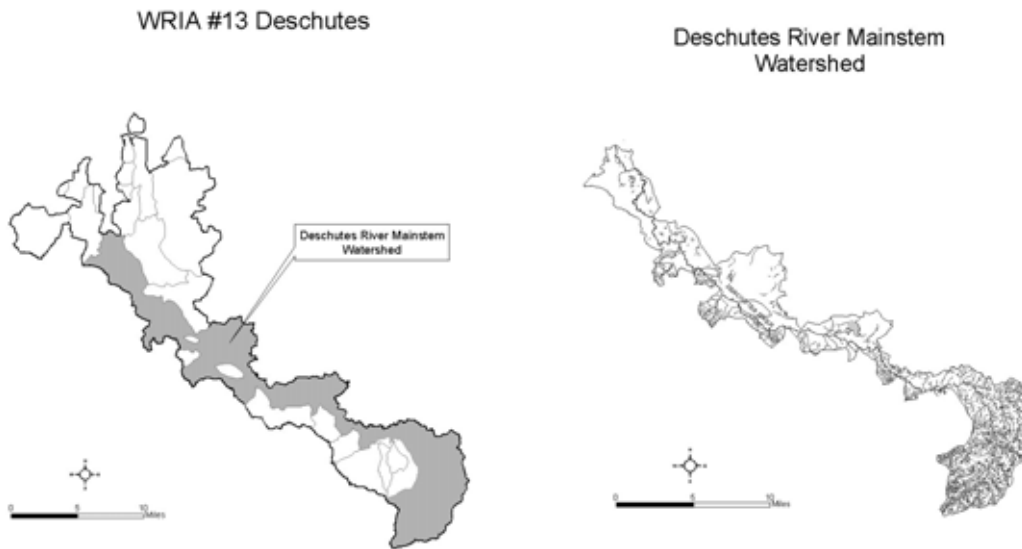 WRIA #13 Deschutes
Deschutes River Mainstem
Watershed
0 5 10
Miles
Deschutes River Mainstem
Watershed
0 5 10
Miles